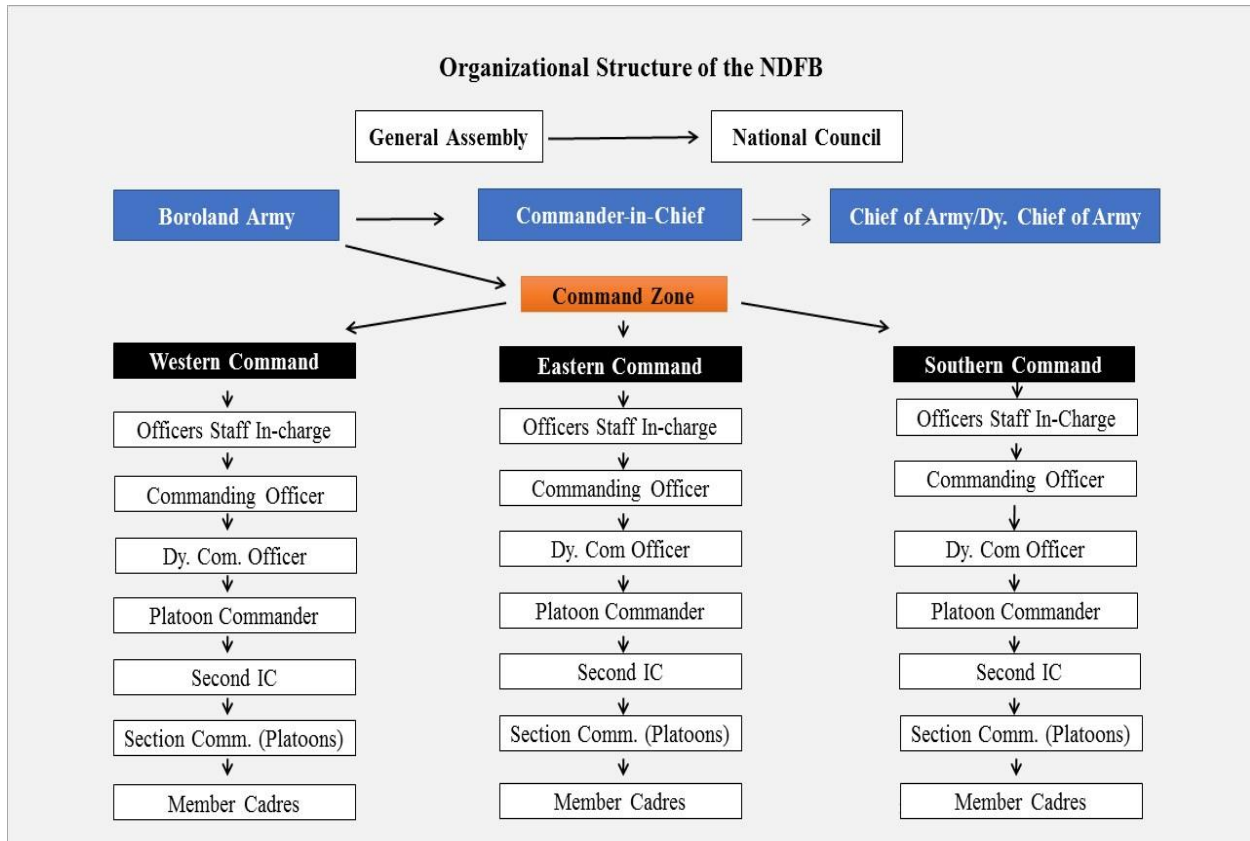 Organizational Structure of the NDFB
General Assembly
National Council
Boroland Army
Commander-in-Chief
Chief of Army/Dy. Chief of Army
Command Zone
Western Command
Officers Staff In-charge
Commanding Officer
Dy. Com. Officer
Platoon Commander
Second IC
Section Comm. (Platoons)
Member Cadres
Eastern Command
Officers Staff In-charge
Commanding Officer
Dy. Com Officer
Platoon Commander
Second IC
Section Comm. (Platoons)
Member Cadres
Southern Command
Officers Staff In-Charge
Commanding Officer
Dy. Com Officer
Platoon Commander
Second IC
Section Comm. (Platoons)
Member Cadres